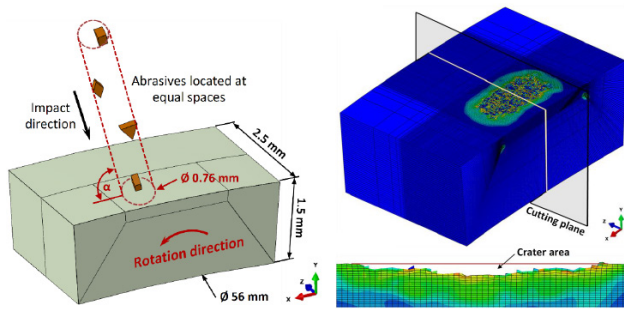 Abrasives located at
equal spaces
Impact
direction
2.5 mm
α
Ø 0.76 mm
1.5 mm
Rotation direction
Ø 56 mm
Y
Z
X
Cutting plane
Y
Z
X
Crater area
Y
Z
X